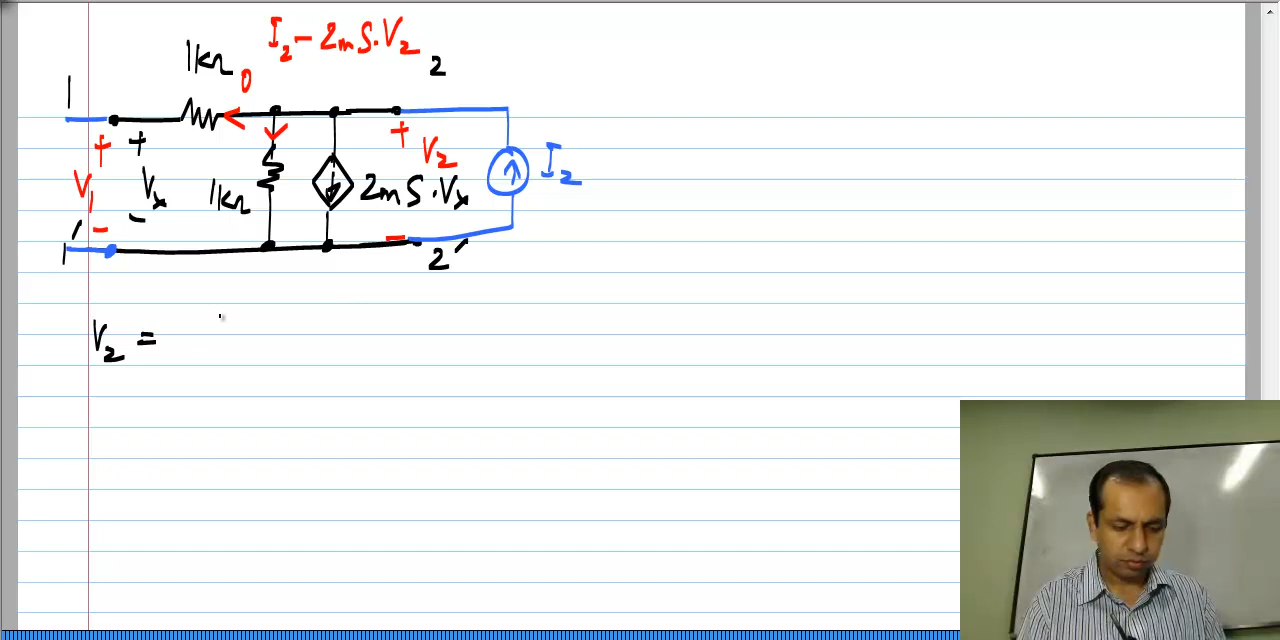 I₂ - 2mS·V₂
1kΩ 0 2
1
+ + + V₂ I₂
V₁ Vx 1kΩ 2mS·Vx
- - -
1′ 2′
V₂ =